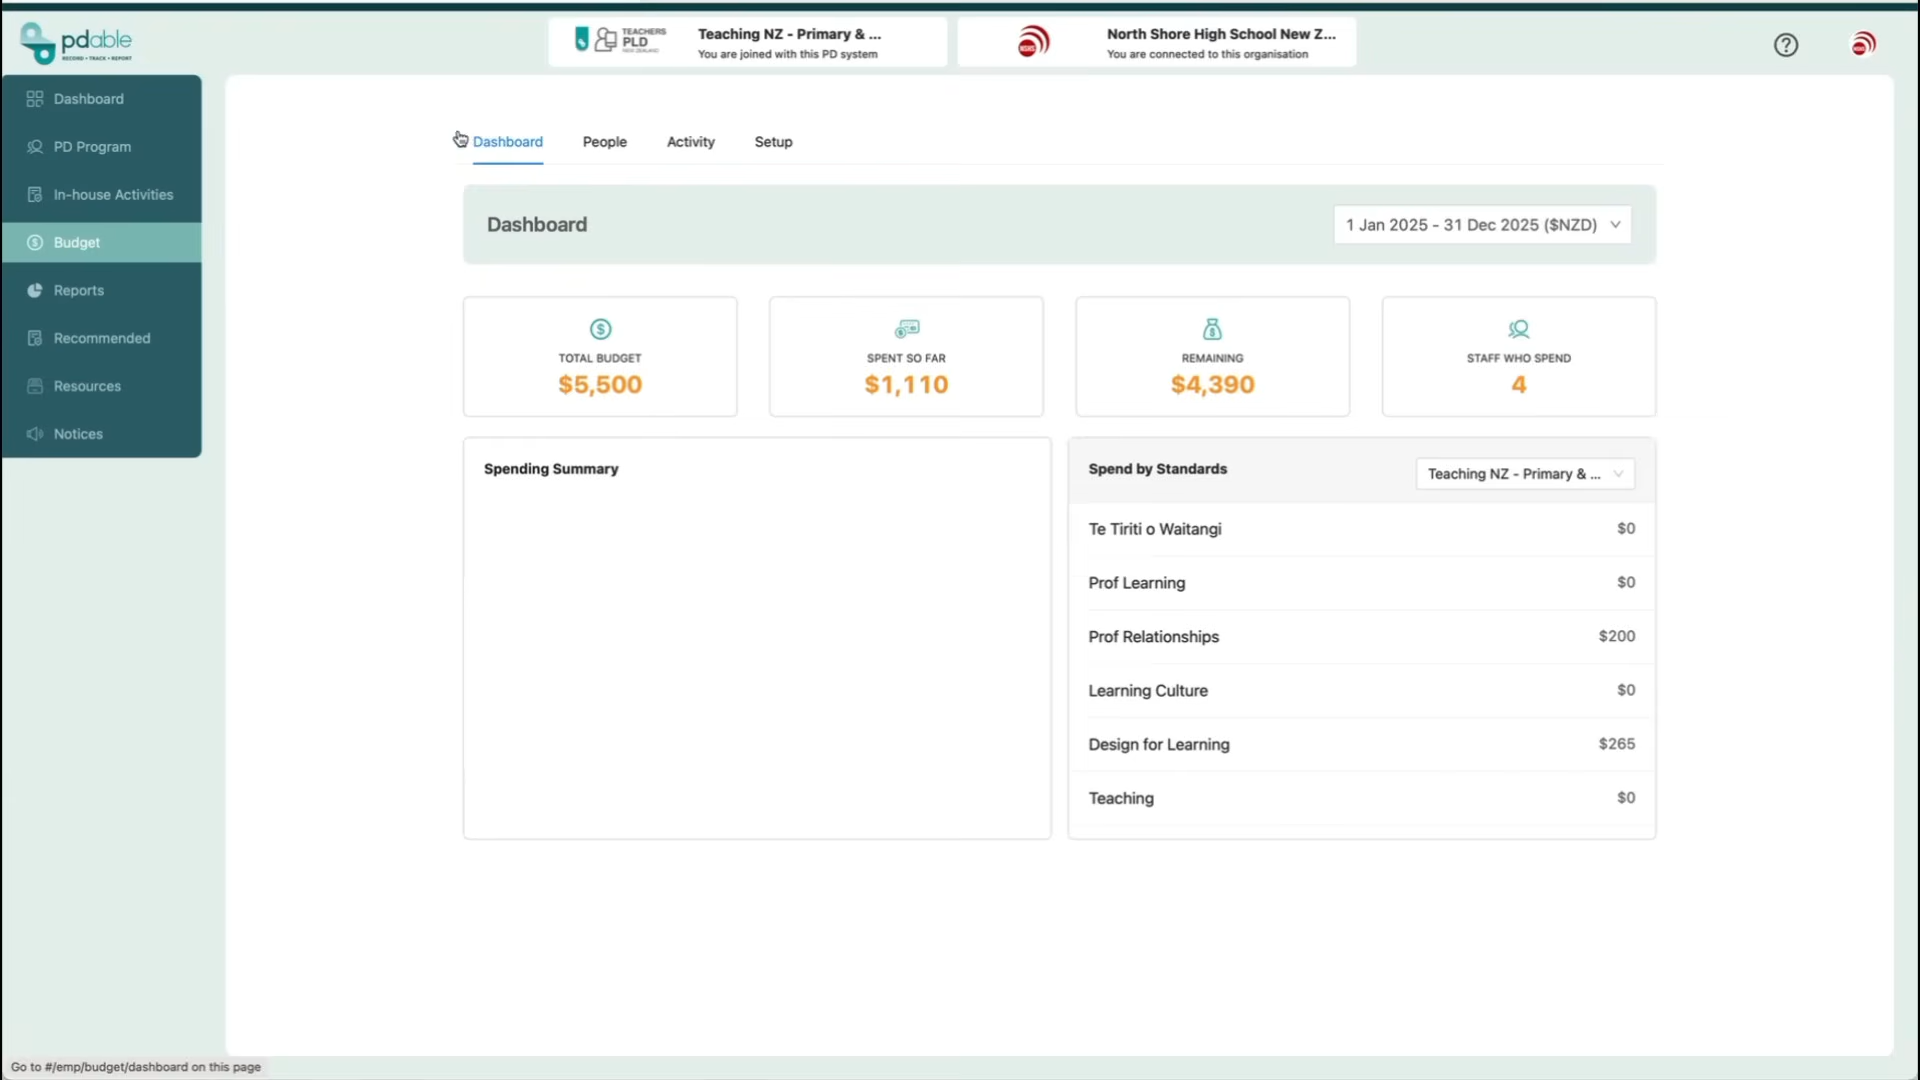 pdable
RECORD • TRACK • REPORT
TEACHERS
PLD
NEW ZEALAND
Teaching NZ - Primary & ...
You are joined with this PD system
NSHS
North Shore High School New Z...
You are connected to this organisation
NSHS
Dashboard
PD Program
In-house Activities
Budget
Reports
Recommended
Resources
Notices
Dashboard People Activity Setup
Dashboard
1 Jan 2025 - 31 Dec 2025 ($NZD)
TOTAL BUDGET
$5,500
SPENT SO FAR
$1,110
REMAINING
$4,390
STAFF WHO SPEND
4
Spending Summary
Spend by Standards
Teaching NZ - Primary & ...
Te Tiriti o Waitangi $0
Prof Learning $0
Prof Relationships $200
Learning Culture $0
Design for Learning $265
Teaching $0
Go to #/emp/budget/dashboard on this page